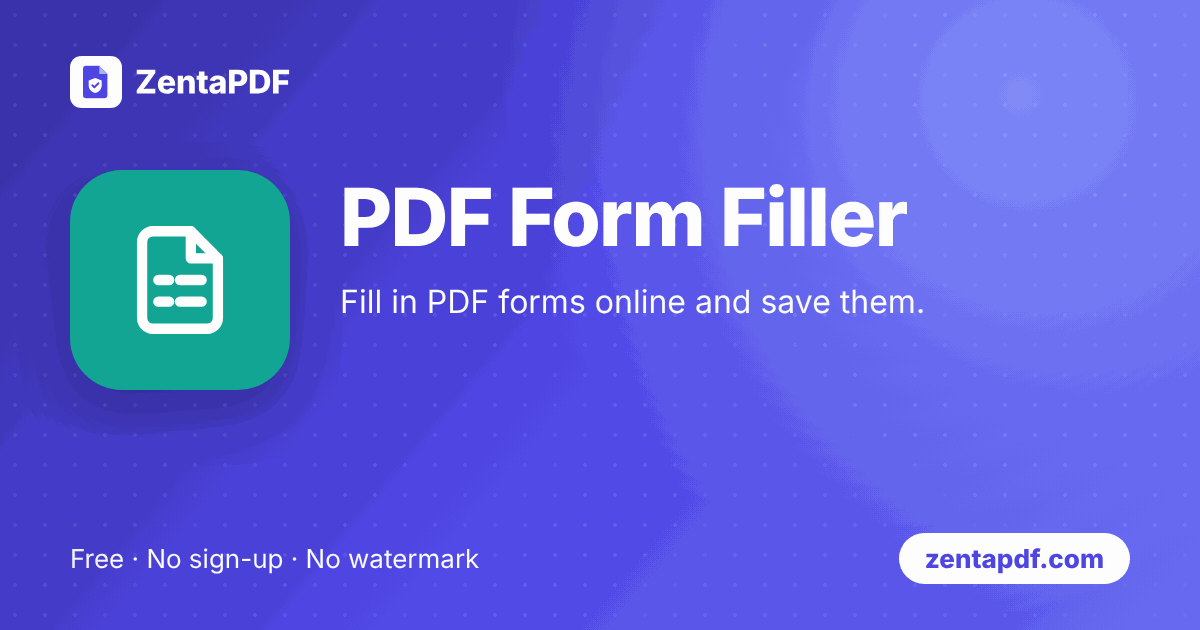 ZentaPDF
PDF Form Filler
Fill in PDF forms online and save them.
Free · No sign-up · No watermark
zentapdf.com